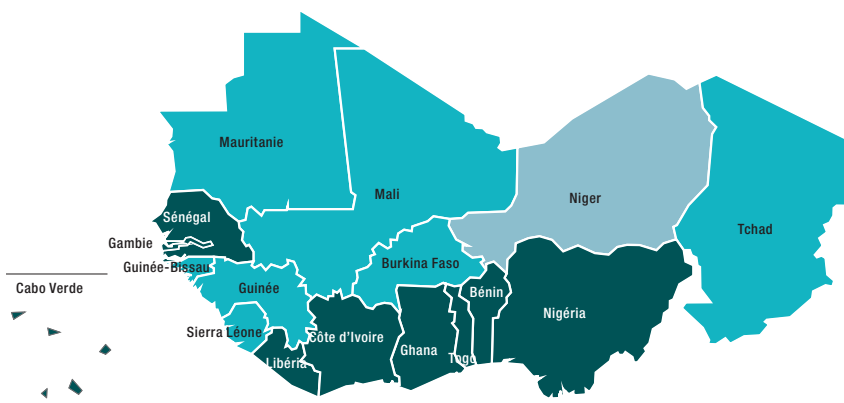 Mauritanie
Mali
Niger
Sénégal
Tchad
Gambie
Guinée-Bissau
Burkina Faso
Cabo Verde
Guinée
Bénin
Nigéria
Sierra Léone
Côte d'Ivoire
Ghana
Togo
Libéria